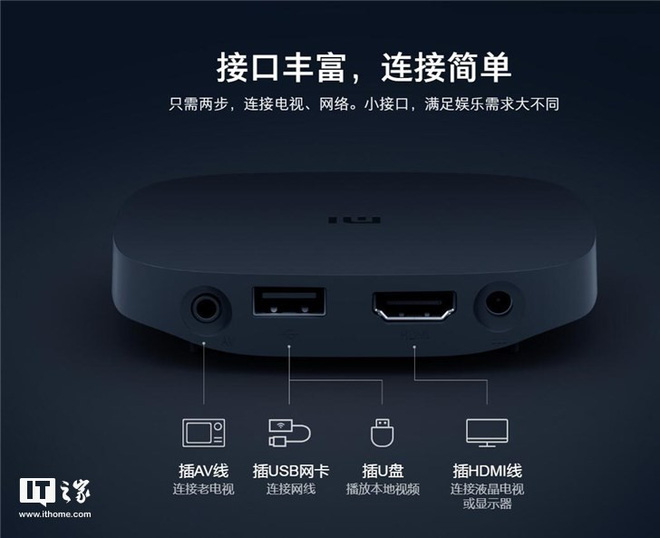 接口丰富，连接简单
只需两步，连接电视、网络。小接口，满足娱乐需求大不同
插AV线
连接老电视
插USB网卡
连接网线
插U盘
播放本地视频
插HDMI线
连接液晶电视
或显示器
IT之家
www.ithome.com